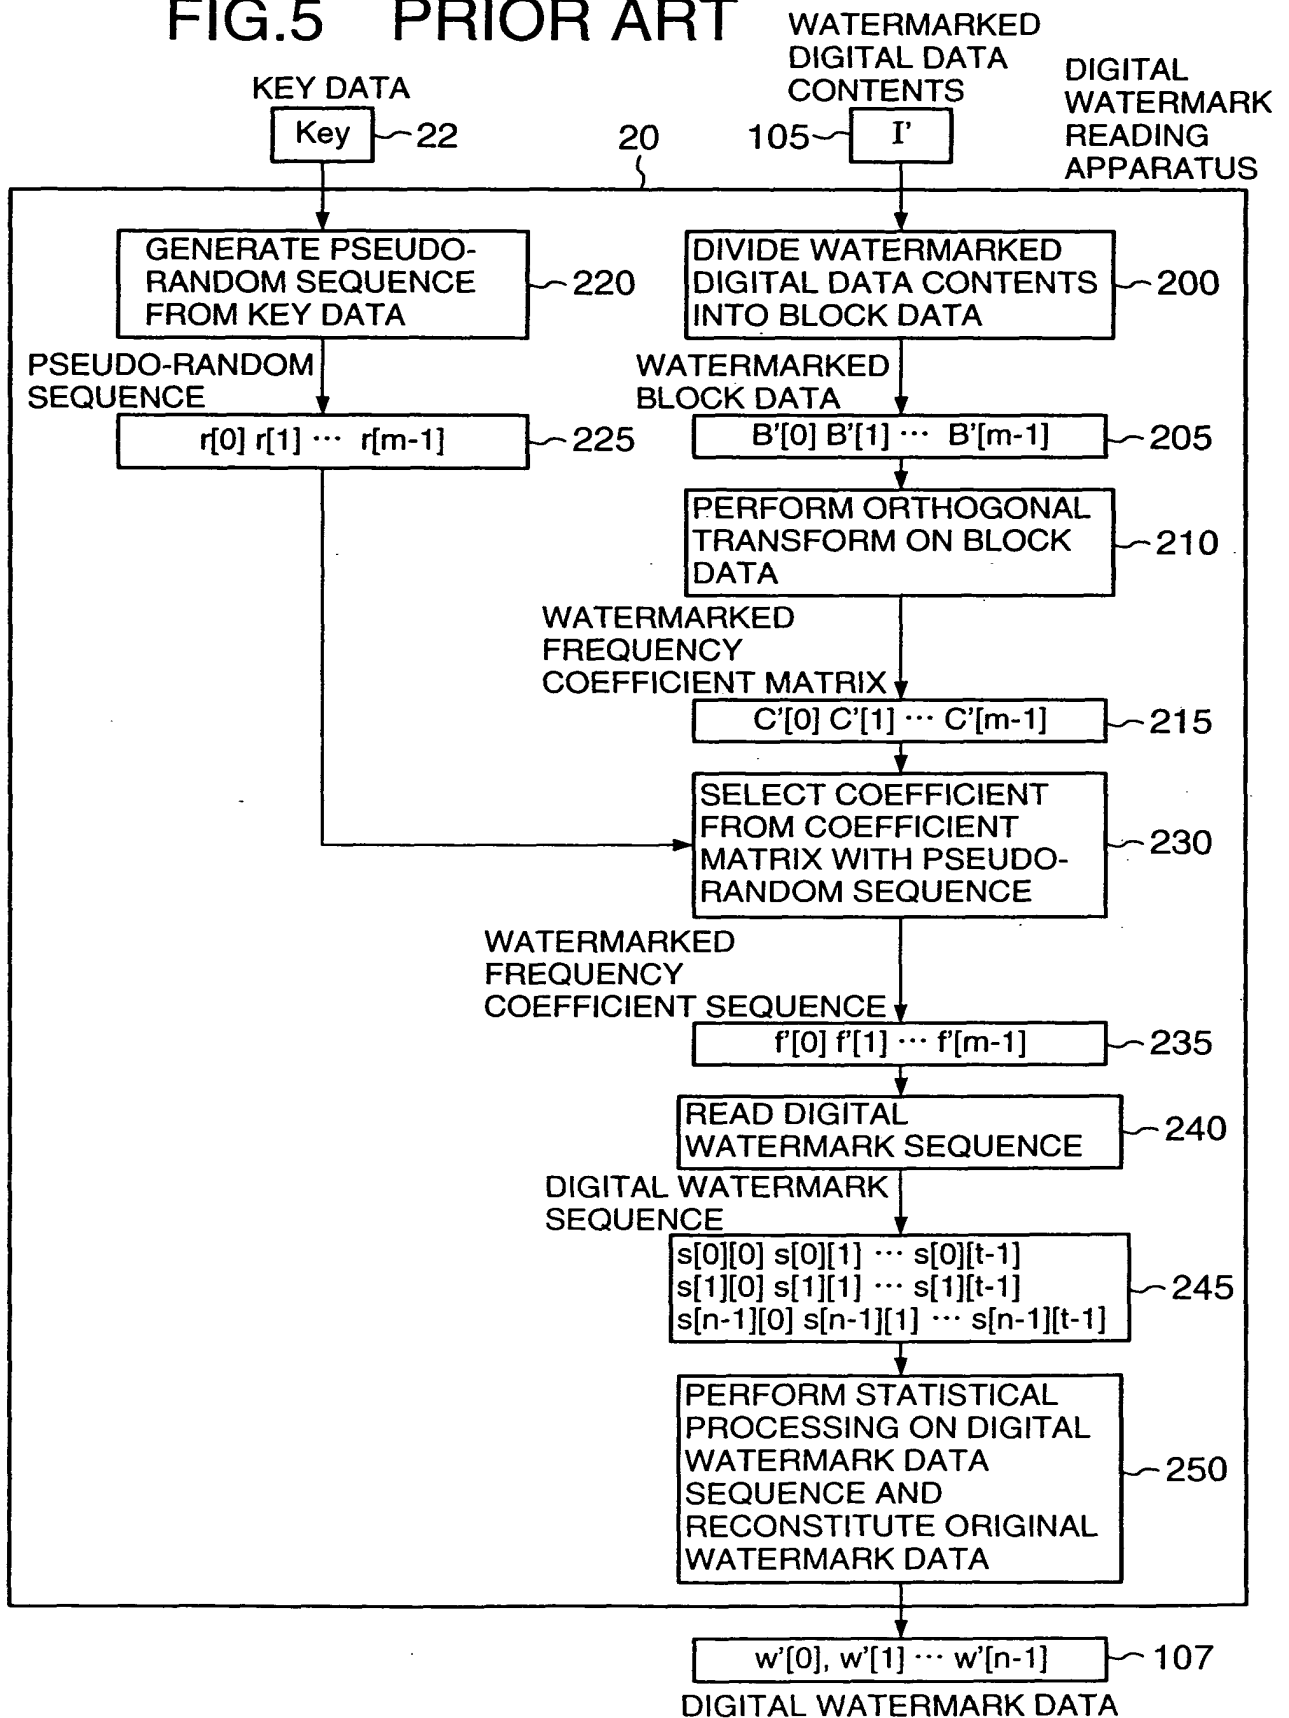 FIG.5 PRIOR ART
WATERMARKED
DIGITAL DATA
CONTENTS
DIGITAL
WATERMARK
READING
APPARATUS
KEY DATA
Key
22
20
105
I'
GENERATE PSEUDO-
RANDOM SEQUENCE
FROM KEY DATA
220
DIVIDE WATERMARKED
DIGITAL DATA CONTENTS
INTO BLOCK DATA
200
PSEUDO-RANDOM
SEQUENCE
WATERMARKED
BLOCK DATA
r[0] r[1] ··· r[m-1]
225
B'[0] B'[1] ··· B'[m-1]
205
PERFORM ORTHOGONAL
TRANSFORM ON BLOCK
DATA
210
WATERMARKED
FREQUENCY
COEFFICIENT MATRIX
C'[0] C'[1] ··· C'[m-1]
215
SELECT COEFFICIENT
FROM COEFFICIENT
MATRIX WITH PSEUDO-
RANDOM SEQUENCE
230
WATERMARKED
FREQUENCY
COEFFICIENT SEQUENCE
f'[0] f'[1] ··· f'[m-1]
235
READ DIGITAL
WATERMARK SEQUENCE
240
DIGITAL WATERMARK
SEQUENCE
s[0][0] s[0][1] ··· s[0][t-1]
s[1][0] s[1][1] ··· s[1][t-1]
s[n-1][0] s[n-1][1] ··· s[n-1][t-1]
245
PERFORM STATISTICAL
PROCESSING ON DIGITAL
WATERMARK DATA
SEQUENCE AND
RECONSTITUTE ORIGINAL
WATERMARK DATA
250
w'[0], w'[1] ··· w'[n-1]
107
DIGITAL WATERMARK DATA